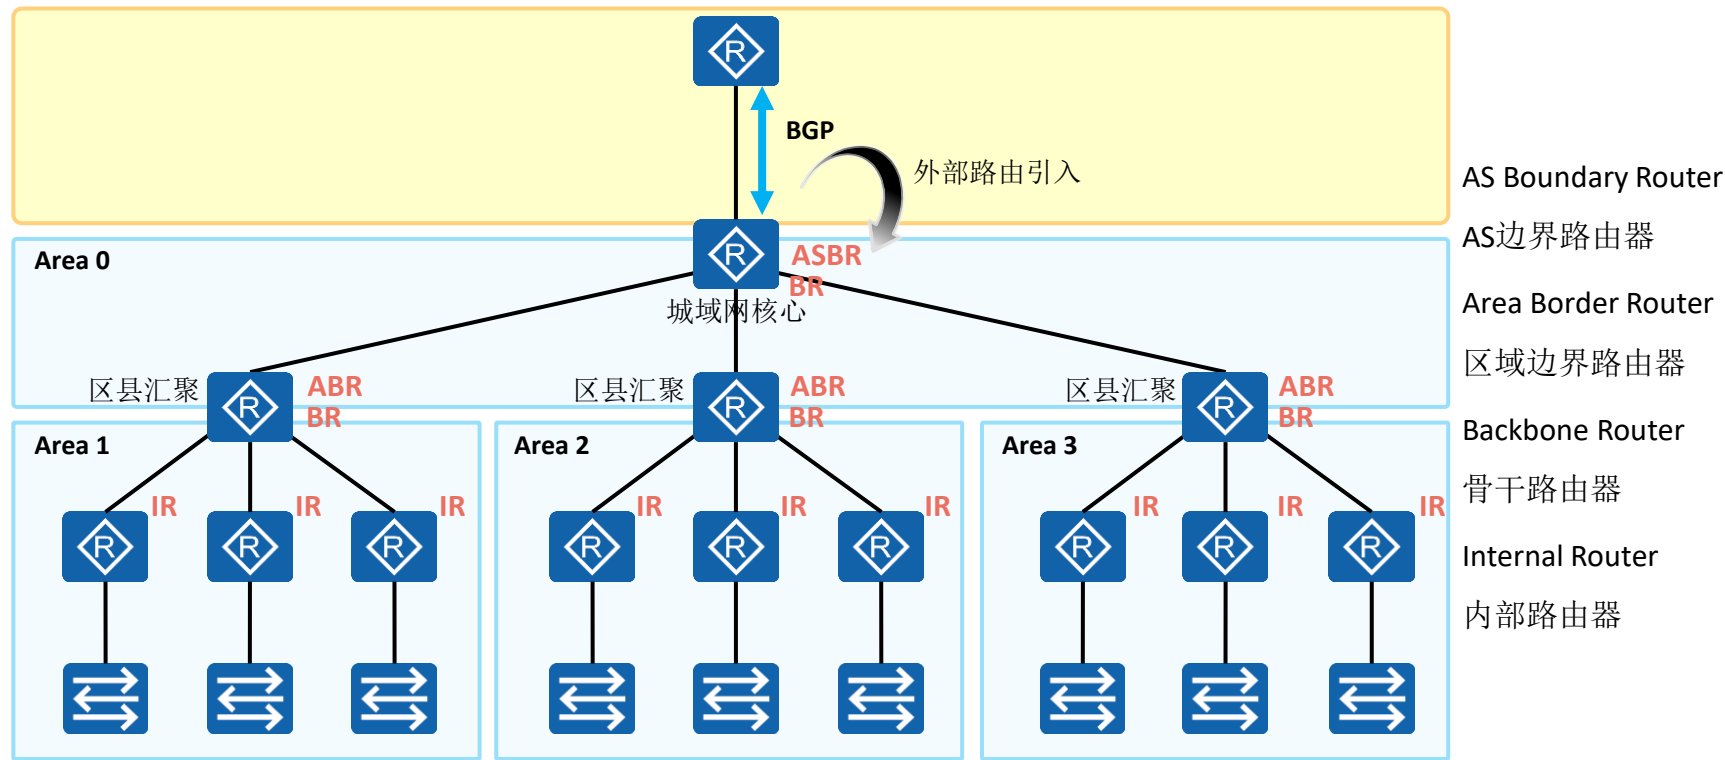 R
BGP
外部路由引入
AS Boundary Router
R
ASBR
AS边界路由器
Area 0
BR
城域网核心
Area Border Router
区域边界路由器
区县汇聚
R
ABR
BR
区县汇聚
R
ABR
BR
区县汇聚
R
ABR
BR
Area 1
Area 2
Area 3
Backbone Router
骨干路由器
IR
IR
IR
IR
IR
IR
IR
IR
IR
R
R
R
R
R
R
R
R
R
Internal Router
内部路由器